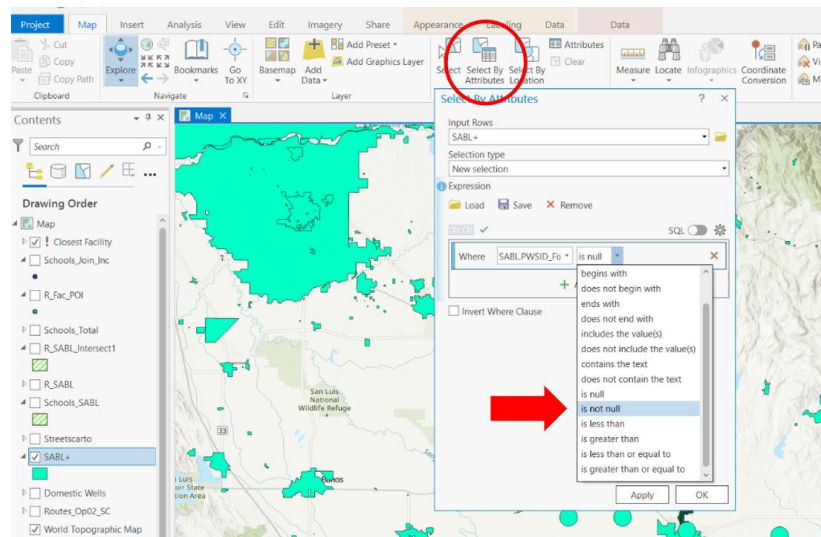 Project Map Insert Analysis View Edit Imagery Share Appearance Labeling Data Data
Cut
Copy
Copy Path
Paste
Clipboard
Explore
Bookmarks
Go To XY
Navigate
Basemap
Add Data
Add Preset
Add Graphics Layer
Layer
Select
Select By Attributes
Select By Location
Attributes
Clear
Measure
Locate
Infographics
Coordinate Conversion
Contents
Search
Drawing Order
Map
Closest Facility
Schools_Join_Inc
R_Fac_POI
Schools_Total
R_SABL_Intersect1
R_SABL
Schools_SABL
Streetscarto
SABL+
Domestic Wells
Routes_Op02_SC
World Topographic Map
Map
San Luis
National
Wildlife Refuge
33
Select By Attributes ? ×
Input Rows
SABL+
Selection type
New selection
Expression
Load Save Remove
SQL
Where SABL.PWSID_Fi is null
begins with
does not begin with
ends with
does not end with
includes the value(s)
does not include the value(s)
contains the text
does not contain the text
is null
is not null
is less than
is greater than
is less than or equal to
is greater than or equal to
Invert Where Clause
Apply OK